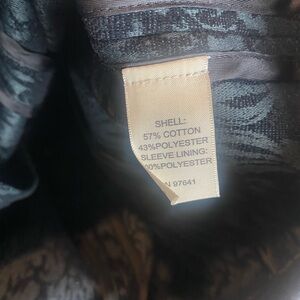 SHELL:
57% COTTON
43%POLYESTER
SLEEVE LINING:
00%POLYESTER
N 97641